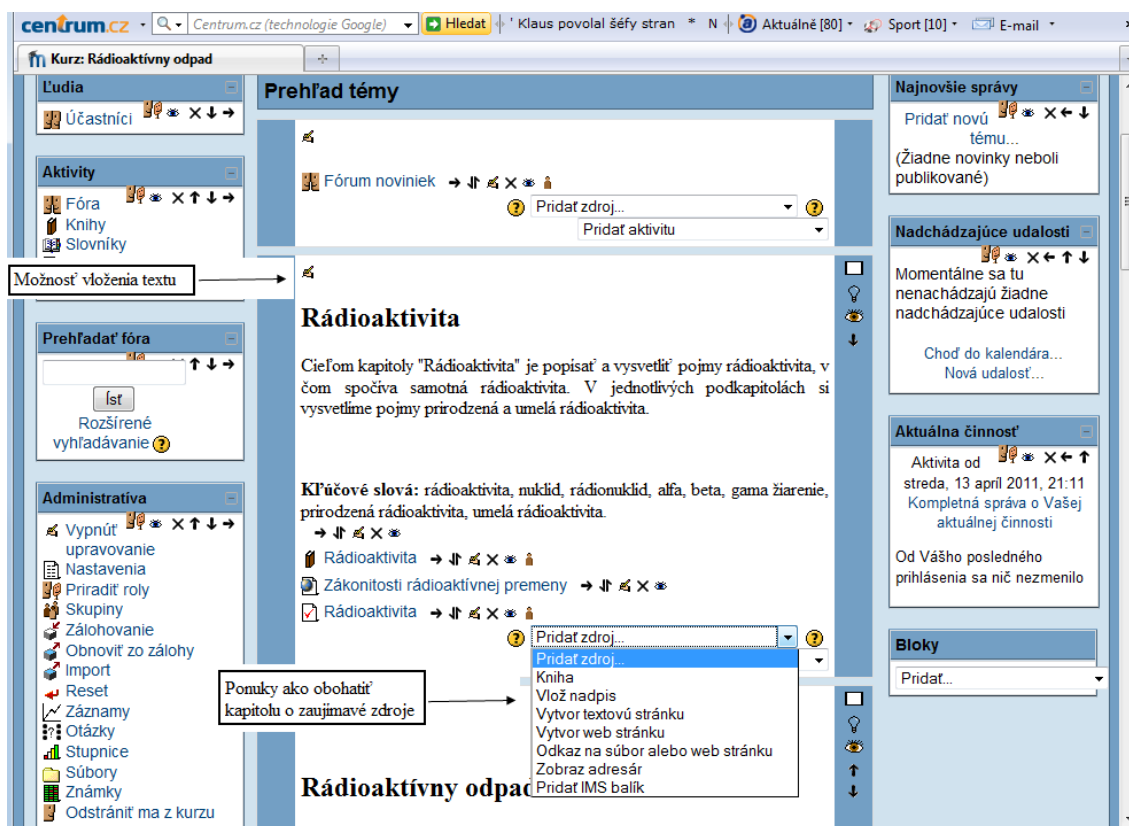 centrum.cz
Centrum.cz (technologie Google)
Hledat
' Klaus povolal šéfy stran * N
Aktuálné [80]
Sport [10]
E-mail
Kurz: Rádioaktívny odpad
Ľudia
Účastníci
Aktivity
Fóra
Knihy
Slovníky
Možnosť vloženia textu
Prehľadať fóra
Ísť
Rozšírené
vyhľadávanie
Administratíva
Vypnúť
upravovanie
Nastavenia
Priradiť roly
Skupiny
Zálohovanie
Obnoviť zo zálohy
Import
Reset
Záznamy
Otázky
Stupnice
Súbory
Známky
Odstrániť ma z kurzu
Prehľad témy
Fórum noviniek
Pridať zdroj...
Pridať aktivitu
Rádioaktivita
Cieľom kapitoly "Rádioaktivita" je popisať a vysvetliť pojmy rádioaktivita, v
čom spočíva samotná rádioaktivita. V jednotlivých podkapitolách si
vysvetlime pojmy prirodzená a umelá rádioaktivita.
Kľúčové slová: rádioaktivita, nuklid, rádionuklid, alfa, beta, gama žiarenie,
prirodzená rádioaktivita, umelá rádioaktivita.
Rádioaktivita
Zákonitosti rádioaktívnej premeny
Rádioaktivita
Pridať zdroj...
Pridať zdroj...
Kniha
Vlož nadpis
Vytvor textovú stránku
Vytvor web stránku
Odkaz na súbor alebo web stránku
Zobraz adresár
Pridať IMS balík
Ponuky ako obohatiť
kapitolu o zaujímavé zdroje
Rádioaktívny odpad
Najnovšie správy
Pridať novú
tému...
(Žiadne novinky neboli
publikované)
Nadchádzajúce udalosti
Momentálne sa tu
nenachádzajú žiadne
nadchádzajúce udalosti
Choď do kalendára...
Nová udalosť...
Aktuálna činnosť
Aktivita od
streda, 13 apríl 2011, 21:11
Kompletná správa o Vašej
aktuálnej činnosti
Od Vášho posledného
prihlásenia sa nič nezmenilo
Bloky
Pridať...